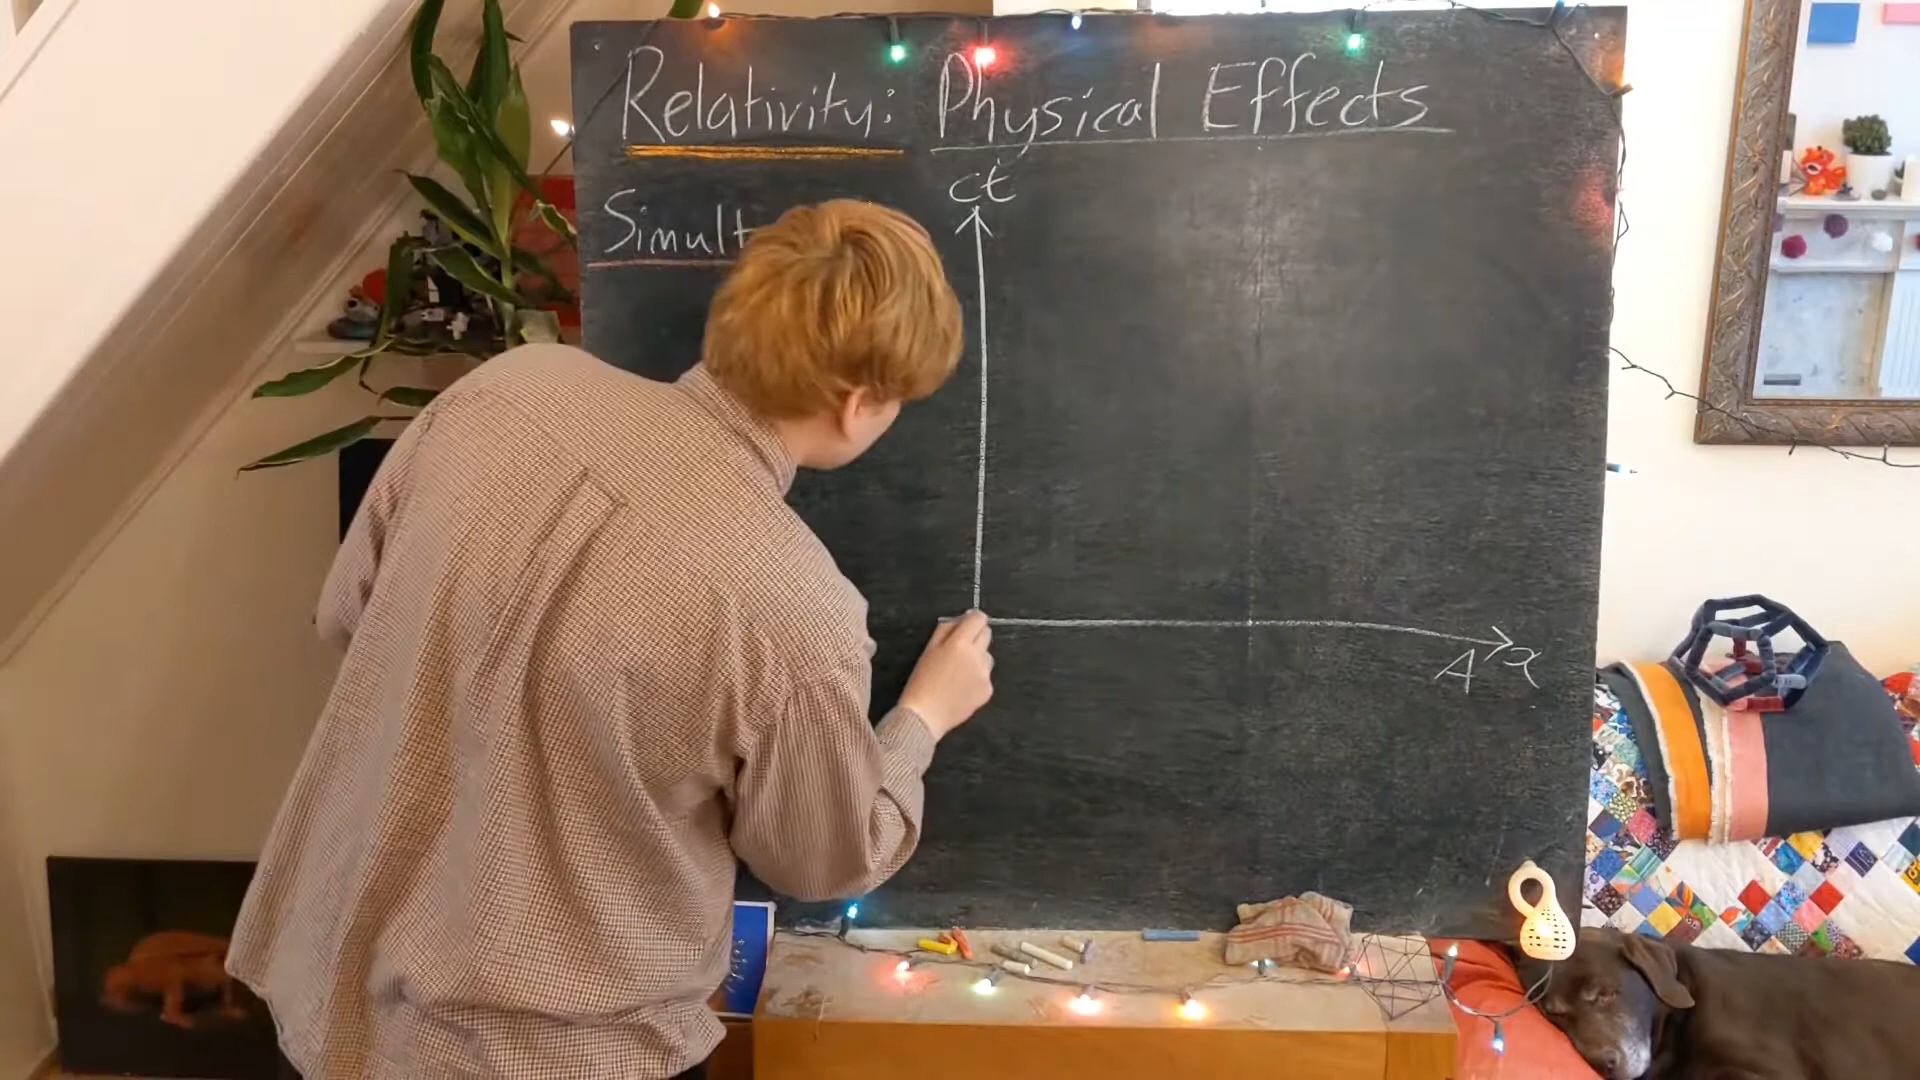 Relativity: Physical Effects
Simult
ct
A x